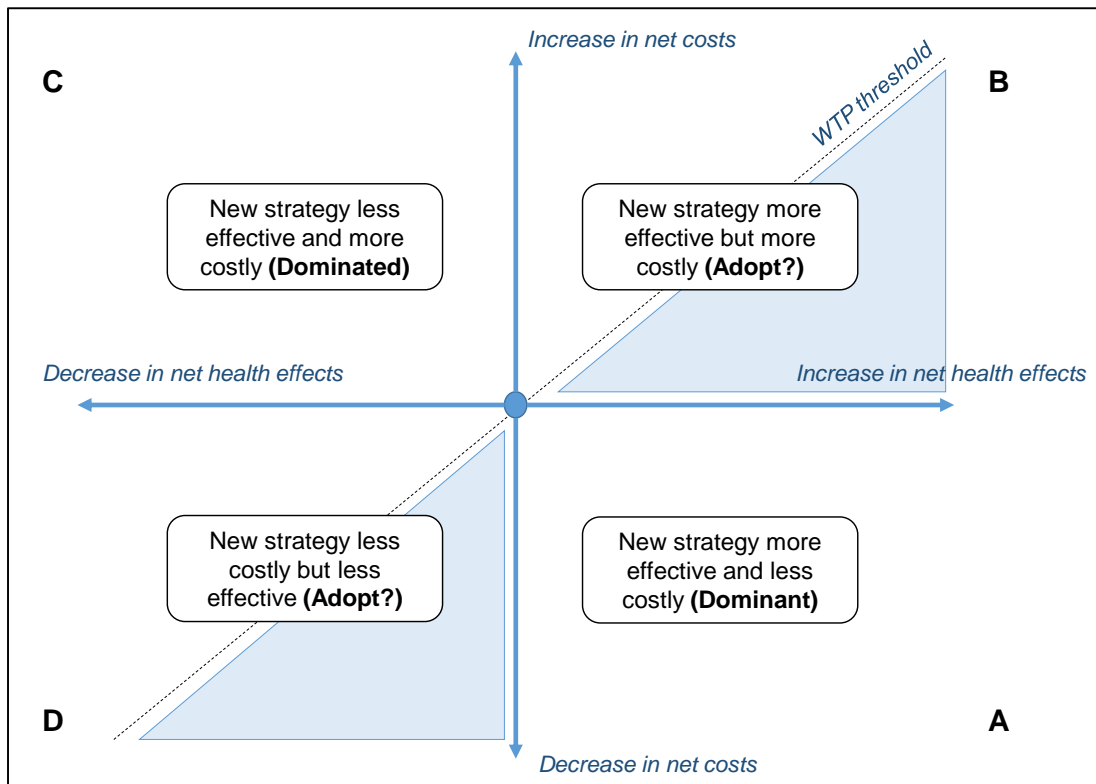 Increase in net costs
C
B
WTP threshold
New strategy less
effective and more
costly (Dominated)
New strategy more
effective but more
costly (Adopt?)
Decrease in net health effects
Increase in net health effects
New strategy less
costly but less
effective (Adopt?)
New strategy more
effective and less
costly (Dominant)
D
A
Decrease in net costs